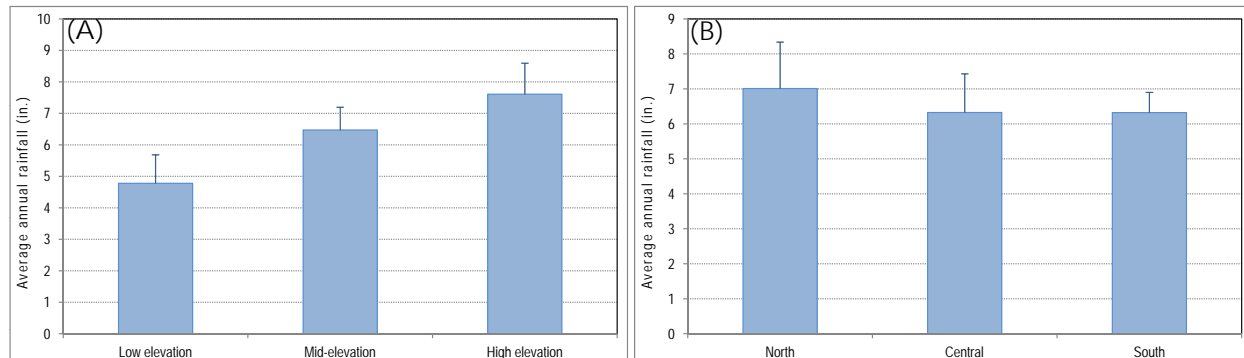 (A)
Average annual rainfall (in.)
10
9
8
7
6
5
4
3
2
1
0
Low elevation
Mid-elevation
High elevation
(B)
Average annual rainfall (in.)
9
8
7
6
5
4
3
2
1
0
North
Central
South